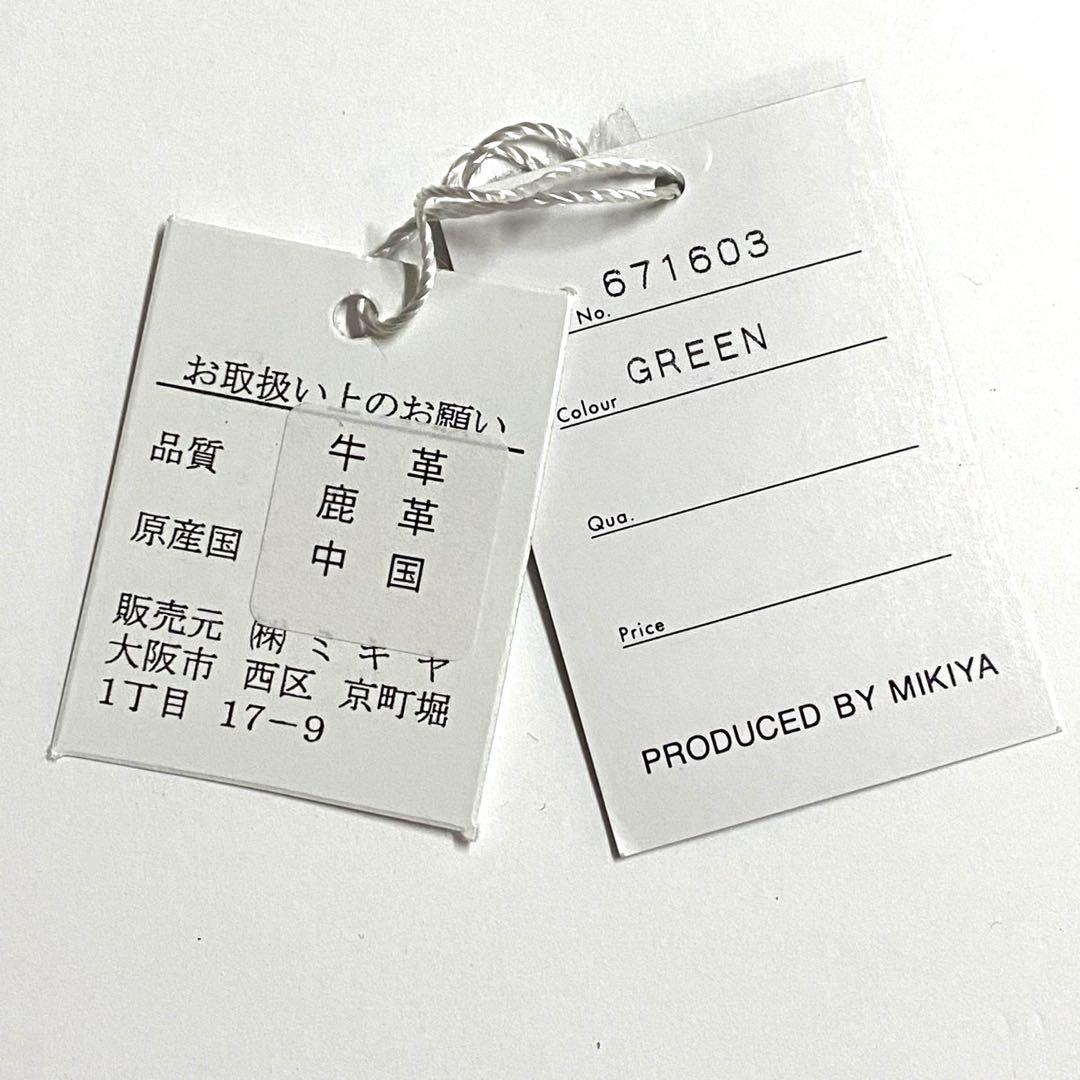 お取扱い上のお願い
品質 牛革
鹿革
原産国 中国
販売元 ㈱ミキヤ
大阪市 西区 京町堀
1丁目 17-9
No. 671603
Colour GREEN
Qua.
Price
PRODUCED BY MIKIYA